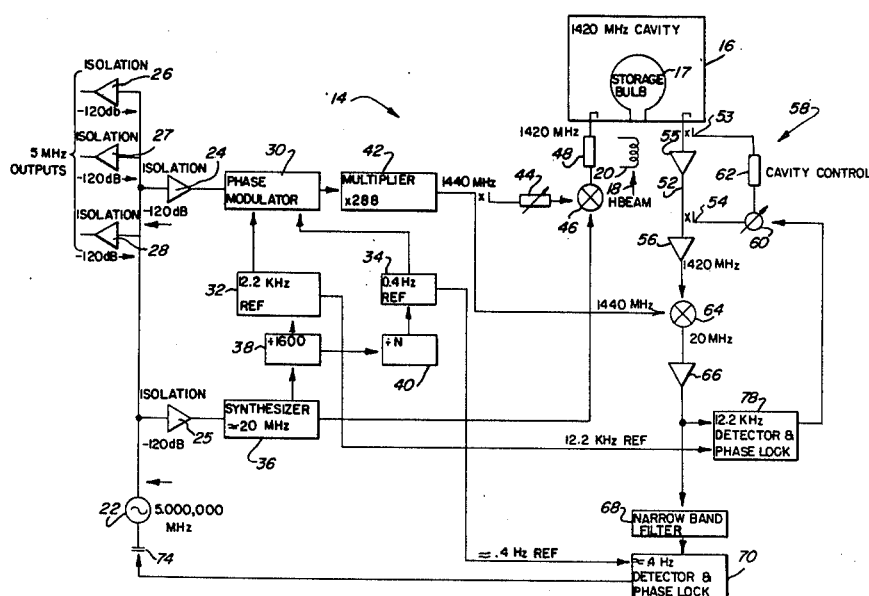 1420 MHz CAVITY
16
ISOLATION
26
STORAGE
BULB
17
-120db
14
53
58
ISOLATION
27
1420 MHz
5 MHz
OUTPUTS
-120db
ISOLATION
24
30
42
48
20
55
62
CAVITY CONTROL
ISOLATION
PHASE
MODULATOR
MULTIPLIER
x288
1440 MHz
44
46
18
HBEAM
52
54
-120dB
-120dB
28
x
x
x
60
34
56
32
12.2 KHz
REF
0.4Hz
REF
1420 MHz
1440 MHz
64
38
÷1600
÷N
20 MHz
40
66
ISOLATION
SYNTHESIZER
≈20 MHz
78
25
-120dB
36
12.2 KHz REF
12.2 KHz
DETECTOR &
PHASE LOCK
22
5.000,000
MHz
68
NARROW BAND
FILTER
74
≈ .4 Hz REF
≈.4 Hz
DETECTOR &
PHASE LOCK
70